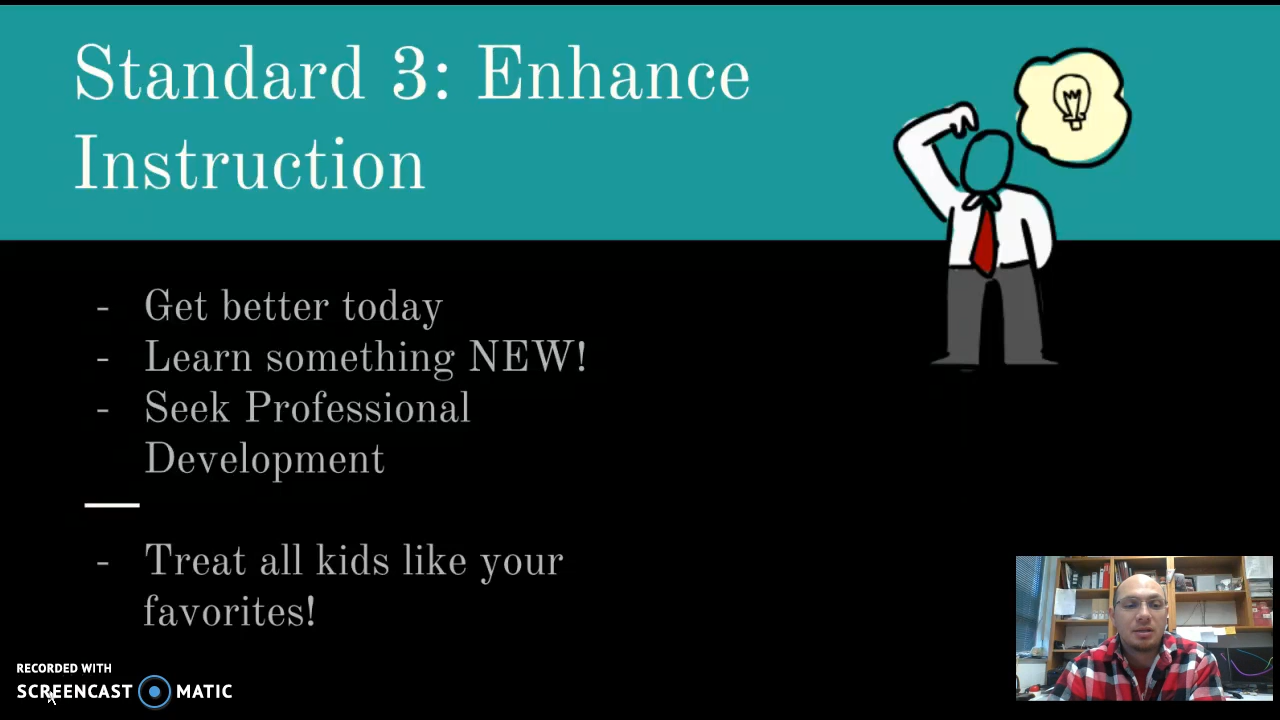 Standard 3: Enhance
Instruction
- Get better today
- Learn something NEW!
- Seek Professional
Development
- Treat all kids like your
favorites!
RECORDED WITH
SCREENCAST MATIC